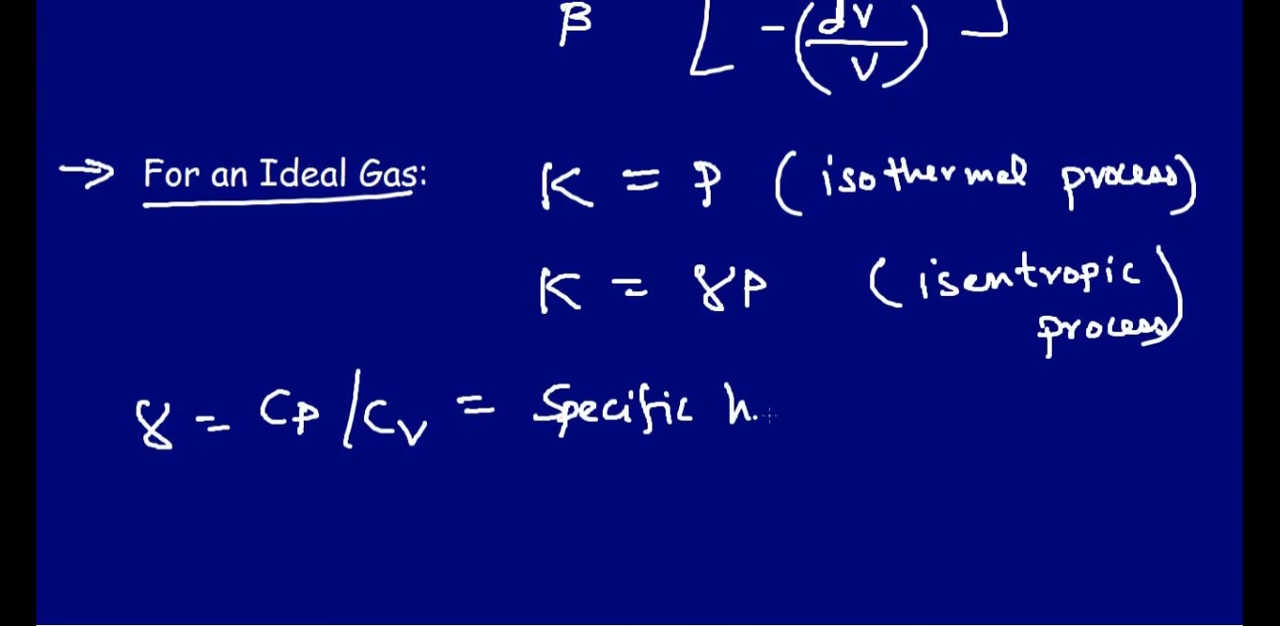 β [ -(dv/v) ]
→ For an Ideal Gas: K = P (isothermal process)
K = γP (isentropic process)
γ = CP/CV = Specific h.